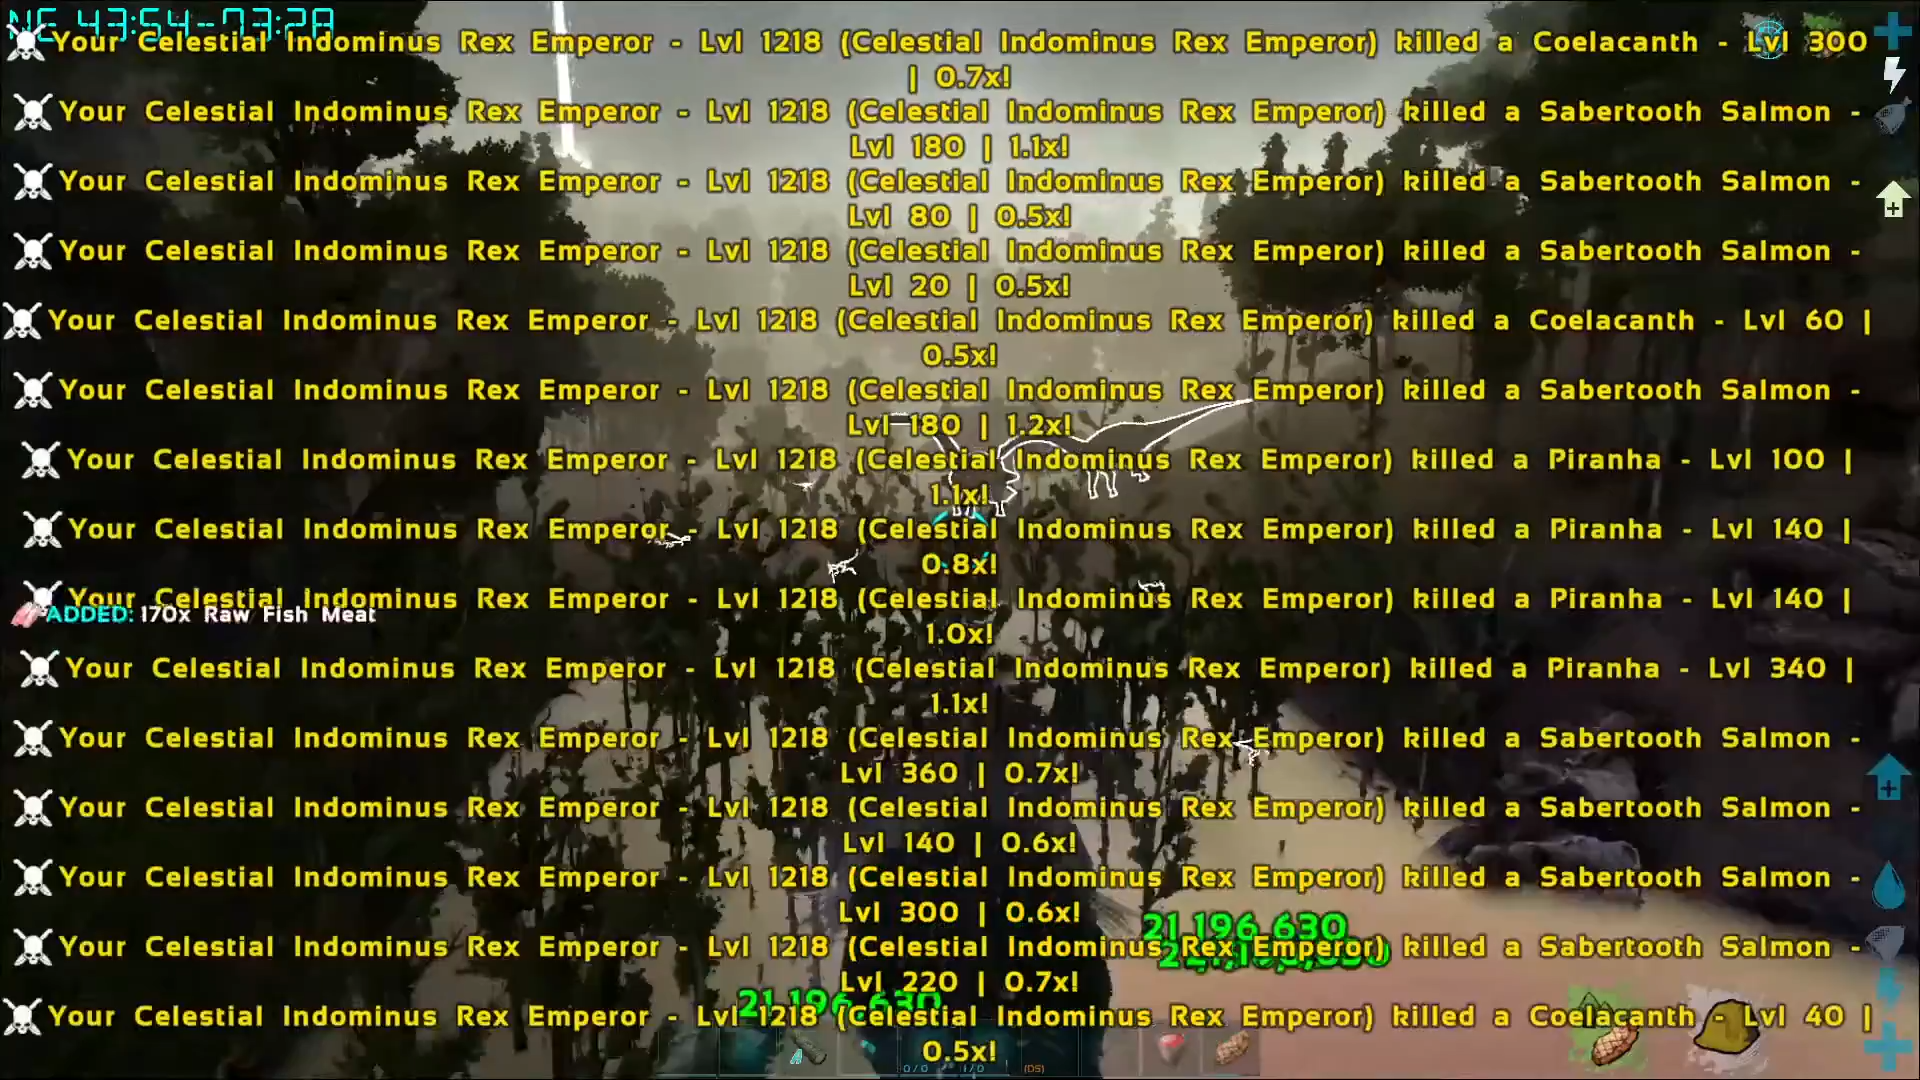 NE 43:54-03:28
Your Celestial Indominus Rex Emperor - Lvl 1218 (Celestial Indominus Rex Emperor) killed a Coelacanth - Lvl 300
| 0.7x!
Your Celestial Indominus Rex Emperor - Lvl 1218 (Celestial Indominus Rex Emperor) killed a Sabertooth Salmon -
Lvl 180 | 1.1x!
Your Celestial Indominus Rex Emperor - Lvl 1218 (Celestial Indominus Rex Emperor) killed a Sabertooth Salmon -
Lvl 80 | 0.5x!
Your Celestial Indominus Rex Emperor - Lvl 1218 (Celestial Indominus Rex Emperor) killed a Sabertooth Salmon -
Lvl 20 | 0.5x!
Your Celestial Indominus Rex Emperor - Lvl 1218 (Celestial Indominus Rex Emperor) killed a Coelacanth - Lvl 60 |
0.5x!
Your Celestial Indominus Rex Emperor - Lvl 1218 (Celestial Indominus Rex Emperor) killed a Sabertooth Salmon -
Lvl 180 | 1.2x!
Your Celestial Indominus Rex Emperor - Lvl 1218 (Celestial Indominus Rex Emperor) killed a Piranha - Lvl 100 |
1.1x!
Your Celestial Indominus Rex Emperor - Lvl 1218 (Celestial Indominus Rex Emperor) killed a Piranha - Lvl 140 |
0.8x!
Your Celestial Indominus Rex Emperor - Lvl 1218 (Celestial Indominus Rex Emperor) killed a Piranha - Lvl 140 |
ADDED: 170x Raw Fish Meat
1.0x!
Your Celestial Indominus Rex Emperor - Lvl 1218 (Celestial Indominus Rex Emperor) killed a Piranha - Lvl 340 |
1.1x!
Your Celestial Indominus Rex Emperor - Lvl 1218 (Celestial Indominus Rex Emperor) killed a Sabertooth Salmon -
Lvl 360 | 0.7x!
Your Celestial Indominus Rex Emperor - Lvl 1218 (Celestial Indominus Rex Emperor) killed a Sabertooth Salmon -
Lvl 140 | 0.6x!
Your Celestial Indominus Rex Emperor - Lvl 1218 (Celestial Indominus Rex Emperor) killed a Sabertooth Salmon -
Lvl 300 | 0.6x!
21,196,630
Your Celestial Indominus Rex Emperor - Lvl 1218 (Celestial Indominus Rex Emperor) killed a Sabertooth Salmon -
Lvl 220 | 0.7x!
21,196,630
Your Celestial Indominus Rex Emperor - Lvl 1218 (Celestial Indominus Rex Emperor) killed a Coelacanth - Lvl 40 |
0.5x!
0/0
1/0
(DS)